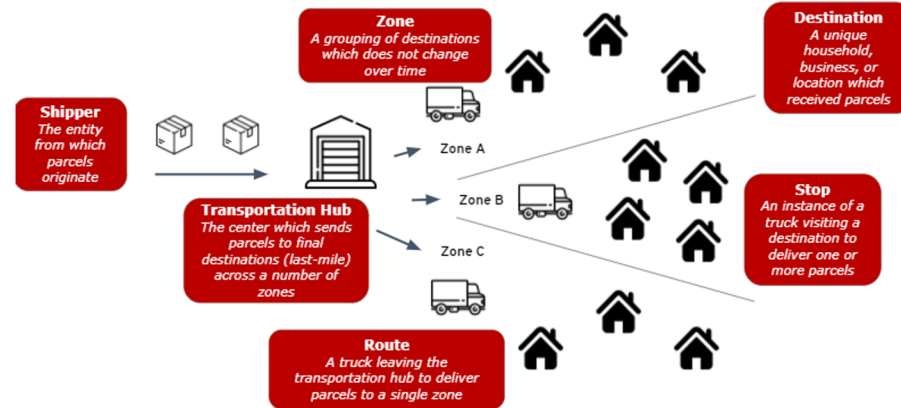 Zone
A grouping of destinations
which does not change
over time
Destination
A unique
household,
business, or
location which
received parcels
Shipper
The entity
from which
parcels
originate
Zone A
Zone B
Zone C
Transportation Hub
The center which sends
parcels to final
destinations (last-mile)
across a number of
zones
Stop
An instance of a
truck visiting a
destination to
deliver one or
more parcels
Route
A truck leaving the
transportation hub to deliver
parcels to a single zone